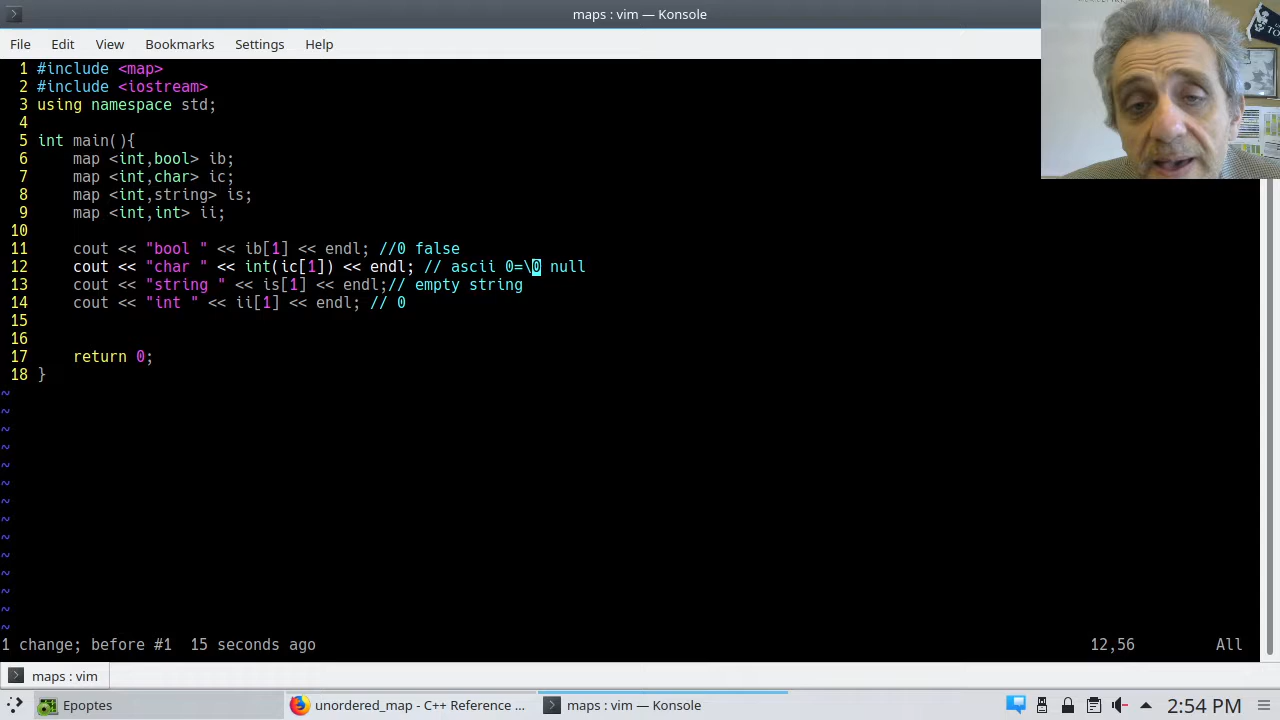 maps : vim — Konsole
File Edit View Bookmarks Settings Help
1 #include <map>
2 #include <iostream>
3 using namespace std;
4
5 int main(){
6 map <int,bool> ib;
7 map <int,char> ic;
8 map <int,string> is;
9 map <int,int> ii;
10
11 cout << "bool " << ib[1] << endl; //0 false
12 cout << "char " << int(ic[1]) << endl; // ascii 0=\0 null
13 cout << "string " << is[1] << endl;// empty string
14 cout << "int " << ii[1] << endl; // 0
15
16
17 return 0;
18 }
~
~
~
~
~
~
~
~
~
~
~
~
~
~
1 change; before #1 15 seconds ago 12,56 All
maps : vim
Epoptes unordered_map - C++ Reference ... maps : vim — Konsole 2:54 PM